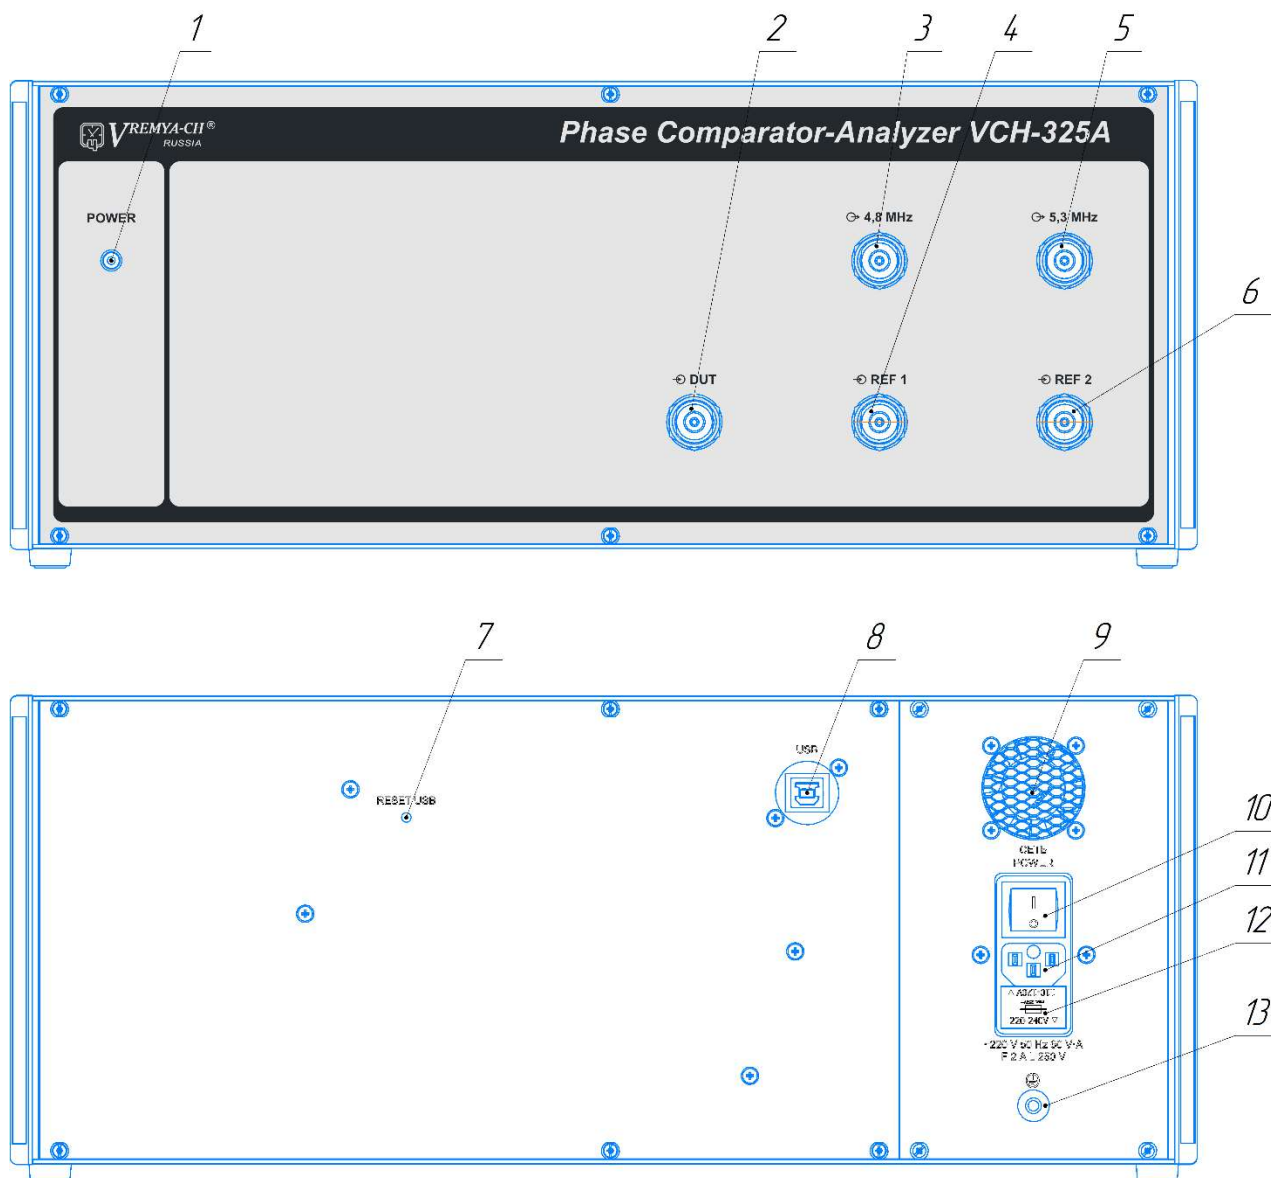 1
2
3
4
5
VREMYA-CH®
RUSSIA
Phase Comparator-Analyzer VCH-325A
POWER
4,8 MHz
5,3 MHz
6
DUT
REF 1
REF 2
7
8
9
USB
RESET USB
10
СЕТЬ
POWER
11
12
220-240V
13
~220 V 50 Hz
F 2 A L 250 V